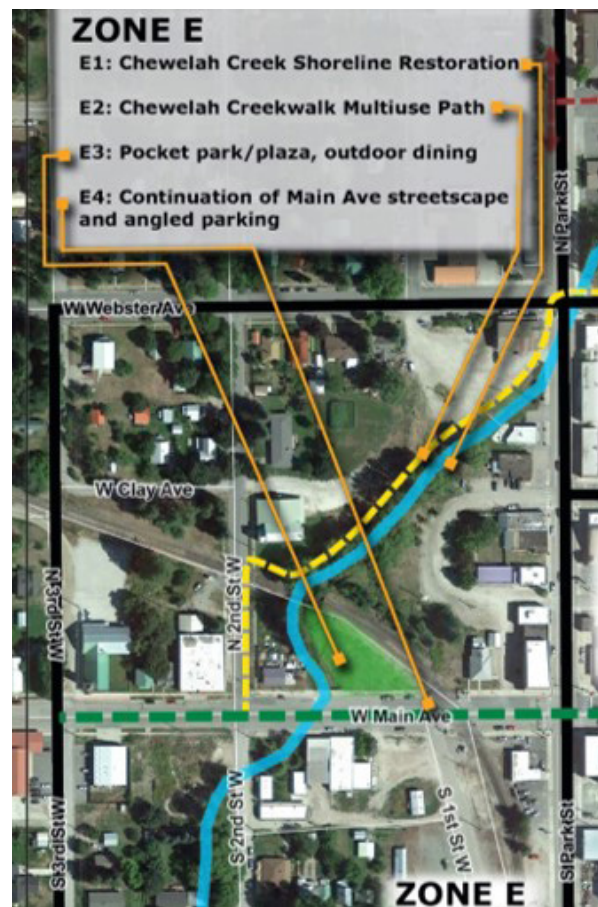 ZONE E
E1: Chewelah Creek Shoreline Restoration
E2: Chewelah Creekwalk Multiuse Path
E3: Pocket park/plaza, outdoor dining
E4: Continuation of Main Ave streetscape
and angled parking
N Park St
W Webster Ave
W Clay Ave
N 3rd St W
N 2nd St W
W Main Ave
S 3rd St W
S 2nd St W
S 1st St W
S Park St
ZONE E